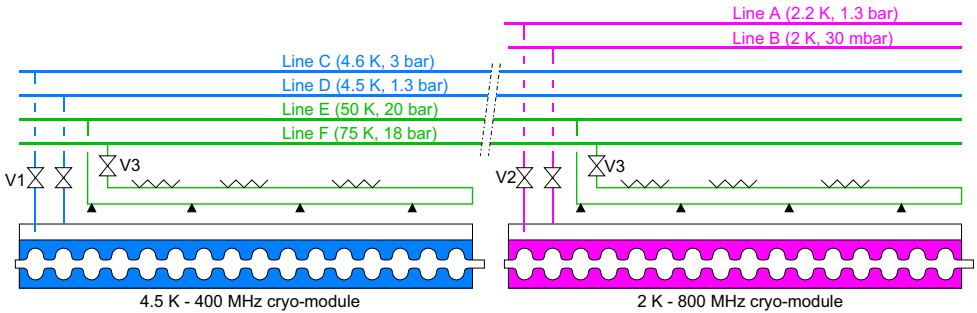 Line A (2.2 K, 1.3 bar)
Line B (2 K, 30 mbar)
Line C (4.6 K, 3 bar)
Line D (4.5 K, 1.3 bar)
Line E (50 K, 20 bar)
Line F (75 K, 18 bar)
V1
V3
V2
V3
4.5 K - 400 MHz cryo-module
2 K - 800 MHz cryo-module